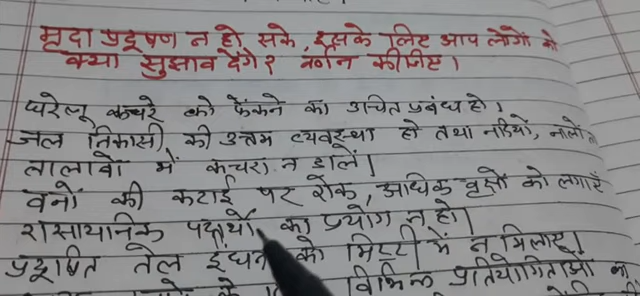 मृदा प्रदूषण न हो सके, इसके लिए आप लोगों को
क्या सुझाव देंगे? वर्णन कीजिए।
घरेलू कचरे को फेंकने का उचित प्रबंध हो।
जल निकासी की उत्तम व्यवस्था हो तथा नदियों, नालों
तालाबों में कचरा न डालें।
वनों की कटाई पर रोक, अधिक वृक्षों को लगाएँ
रासायनिक पदार्थों का प्रयोग न हो।
प्रदूषित तेल ईंधन को मिट्टी में न मिलाएं।
के विभिन्न प्रतियोगिताओं का